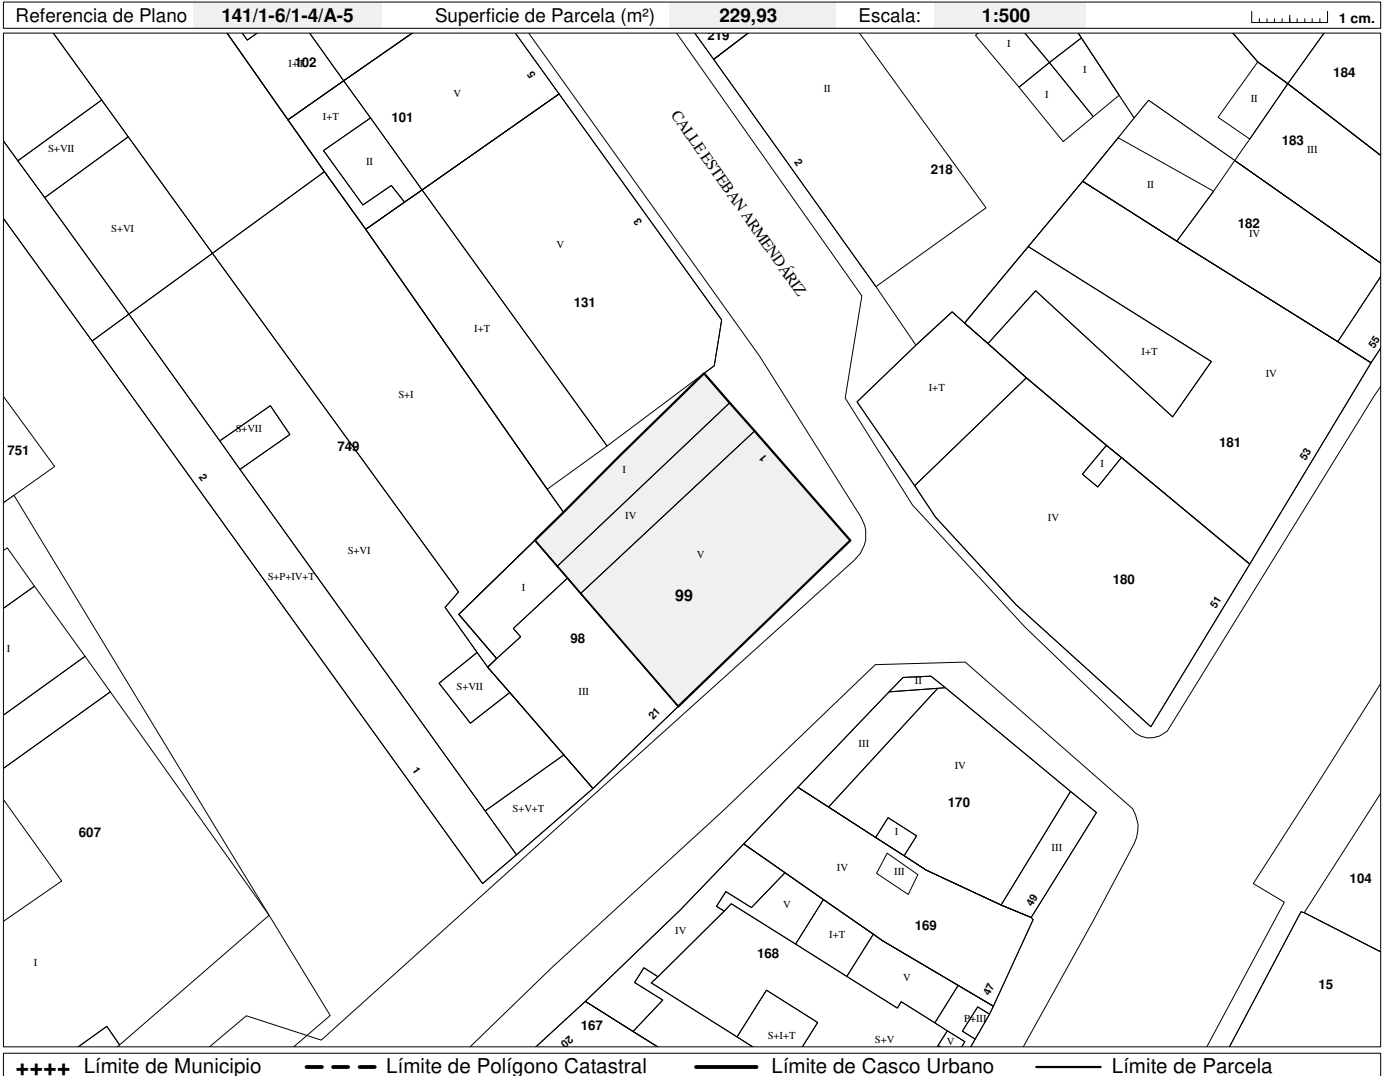 Referencia de Plano 141/1-6/1-4/A-5 Superficie de Parcela (m²) 229,93 Escala: 1:500 1 cm.
219
I
102
5
V
II
I
184
I
II
I+T
101
183
III
S+VII
II
2
218
CALLE ESTEBAN ARMENDÁRIZ
II
3
182
IV
S+VI
V
131
I+T
55
I+T
IV
I+T
S+I
S+VII
749
751
2
181
53
1
I
I
IV
IV
S+VI
V
S+P+IV+T
180
I
99
51
98
I
S+VII
III
II
21
III
IV
1
170
S+V+T
607
I
III
IV
III
104
49
V
169
IV
I+T
168
I
V
15
47
P+III
167
S+I+T
S+V
V
20
++++ Límite de Municipio Límite de Polígono Catastral Límite de Casco Urbano Límite de Parcela